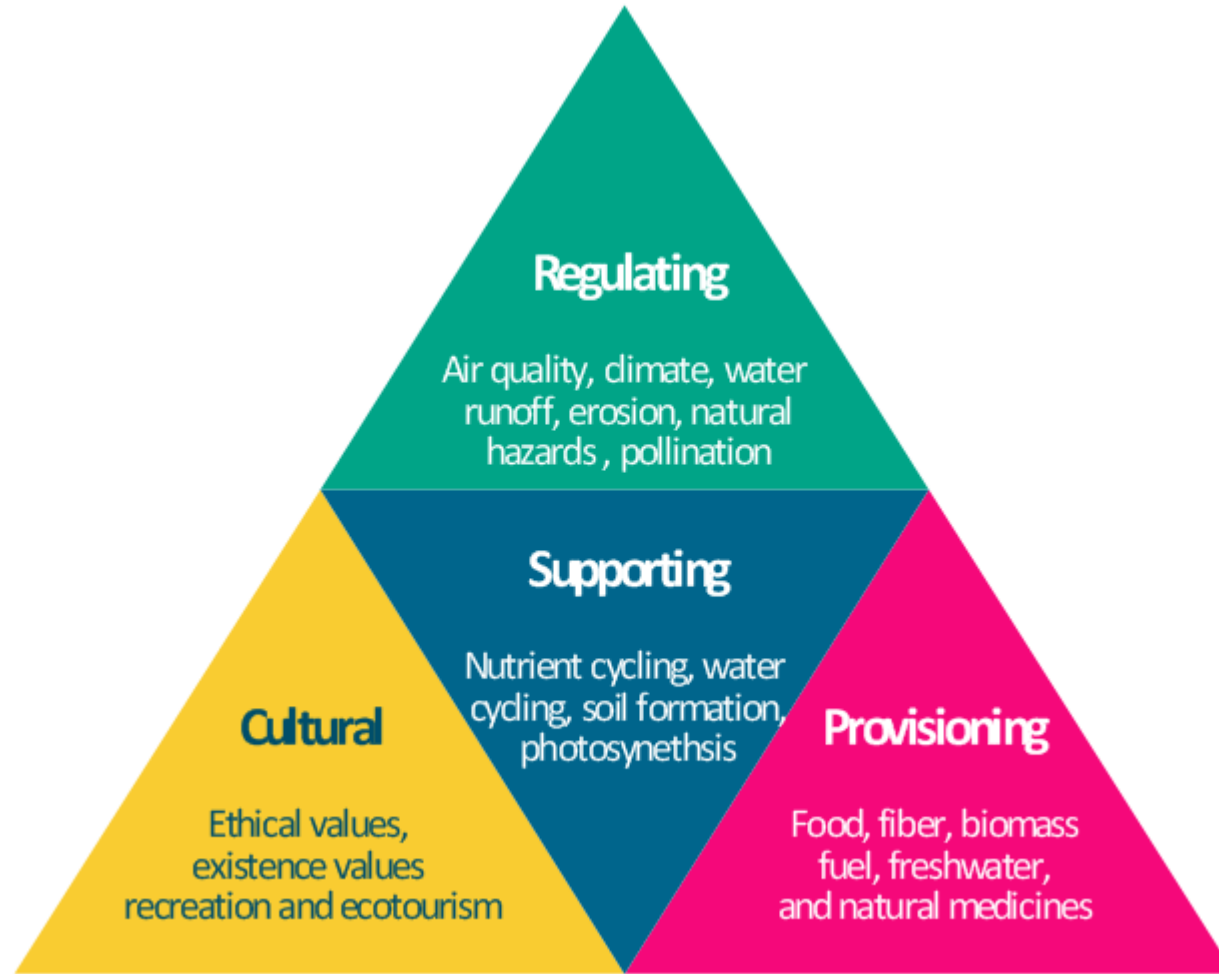 Regulating
Air quality, climate, water
runoff, erosion, natural
hazards , pollination
Supporting
Nutrient cycling, water
cycling, soil formation,
photosynethsis
Cultural
Ethical values,
existence values
recreation and ecotourism
Provisioning
Food, fiber, biomass
fuel, freshwater,
and natural medicines